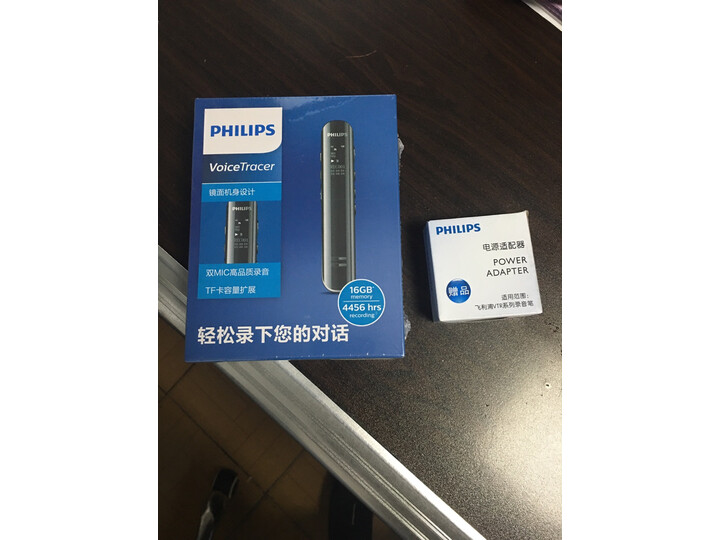 PHILIPS
VoiceTracer
镜面机身设计
双MIC高品质录音
TF卡容量扩展
PHILIPS
16GB
memory
4456 hrs
recording
轻松录下您的对话
PHILIPS
电源适配器
POWER
ADAPTER
赠品
适用范围:
飞利浦VTR系列录音笔